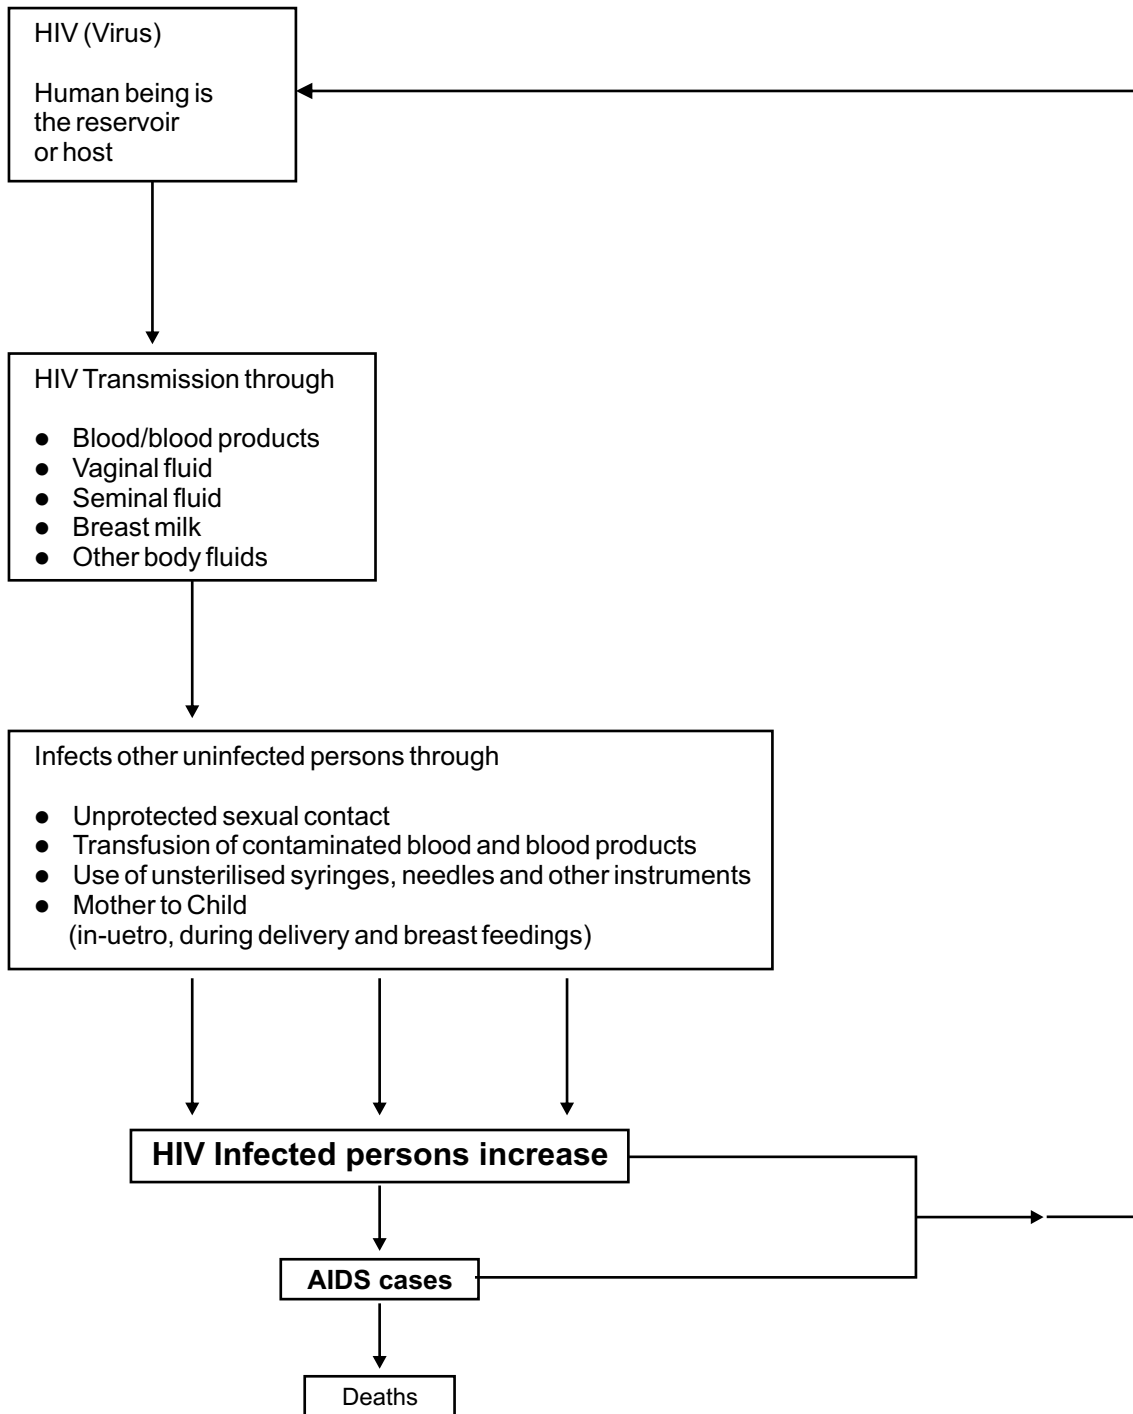 HIV (Virus)
Human being is
the reservoir
or host
HIV Transmission through
● Blood/blood products
● Vaginal fluid
● Seminal fluid
● Breast milk
● Other body fluids
Infects other uninfected persons through
● Unprotected sexual contact
● Transfusion of contaminated blood and blood products
● Use of unsterilised syringes, needles and other instruments
● Mother to Child
(in-uetro, during delivery and breast feedings)
HIV Infected persons increase
AIDS cases
Deaths